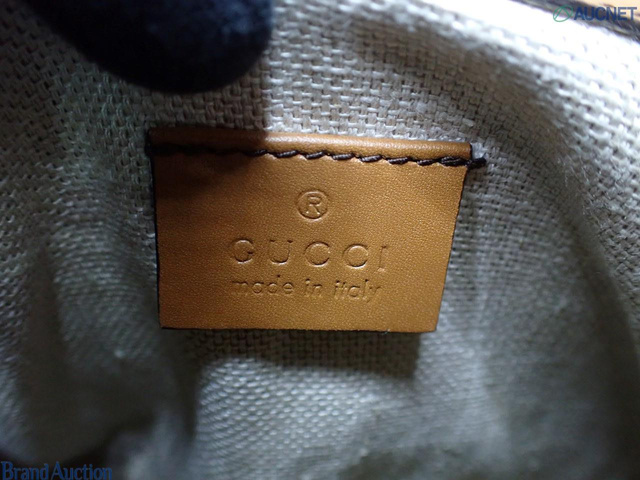 AUCNET
®
GUCCI
made in italy
Brand Auction